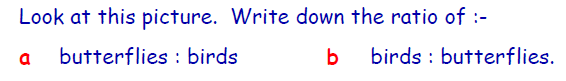 Look at this picture. Write down the ratio of :-
a butterflies : birds b birds : butterflies.